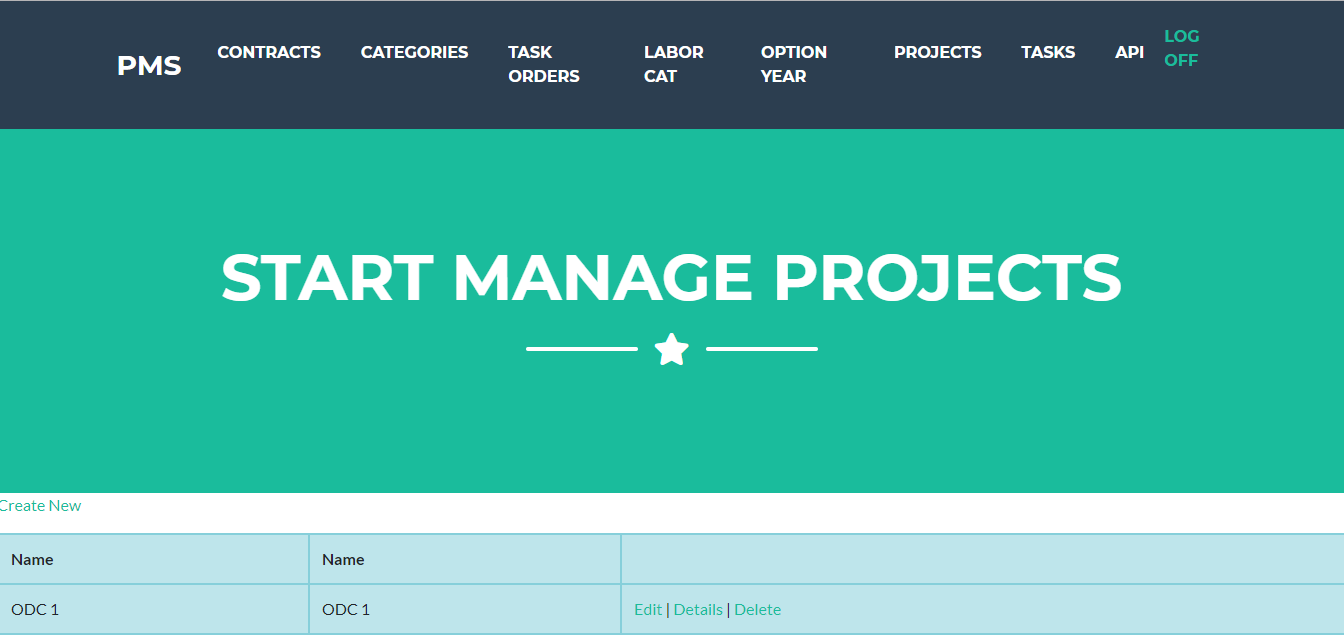 PMS
CONTRACTS
CATEGORIES
TASK
ORDERS
LABOR
CAT
OPTION
YEAR
PROJECTS
TASKS
API
LOG
OFF
START MANAGE PROJECTS
Create New
Name Name
ODC 1 ODC 1 Edit | Details | Delete